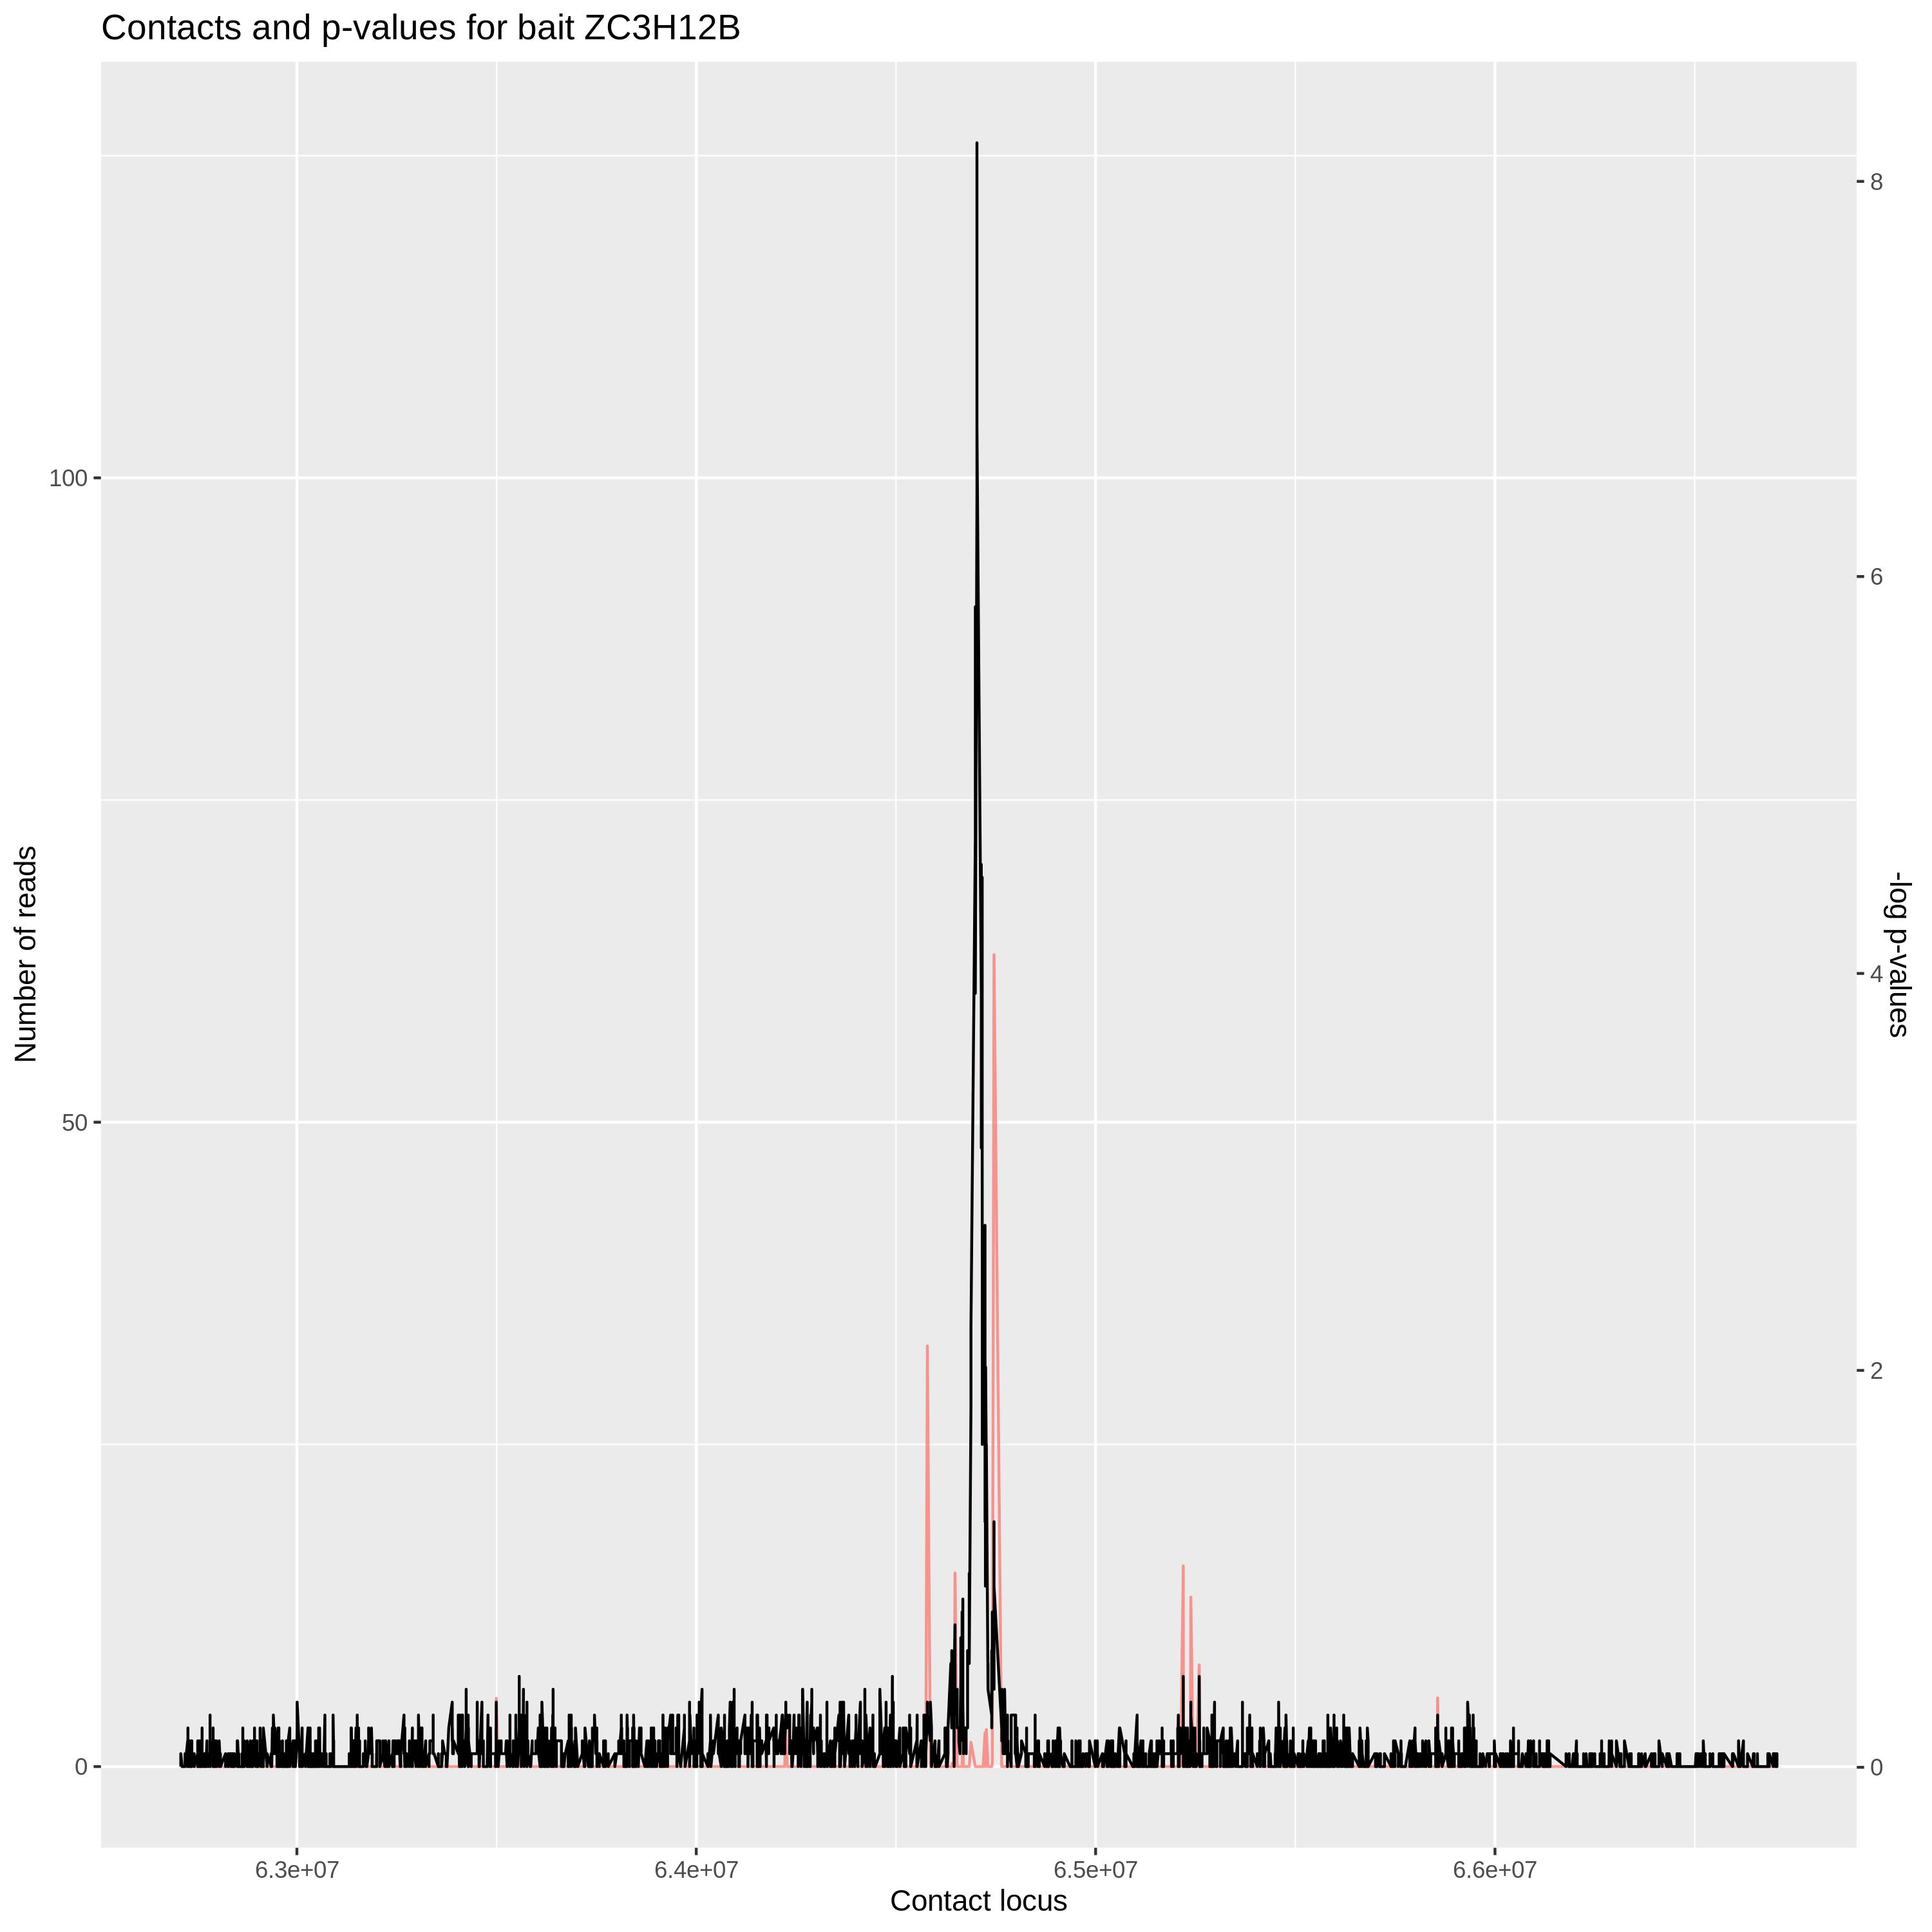 Contacts and p-values for bait ZC3H12B
Number of reads
100
50
0
8
6
4
2
0
-log p-values
6.3e+07 6.4e+07 6.5e+07 6.6e+07
Contact locus